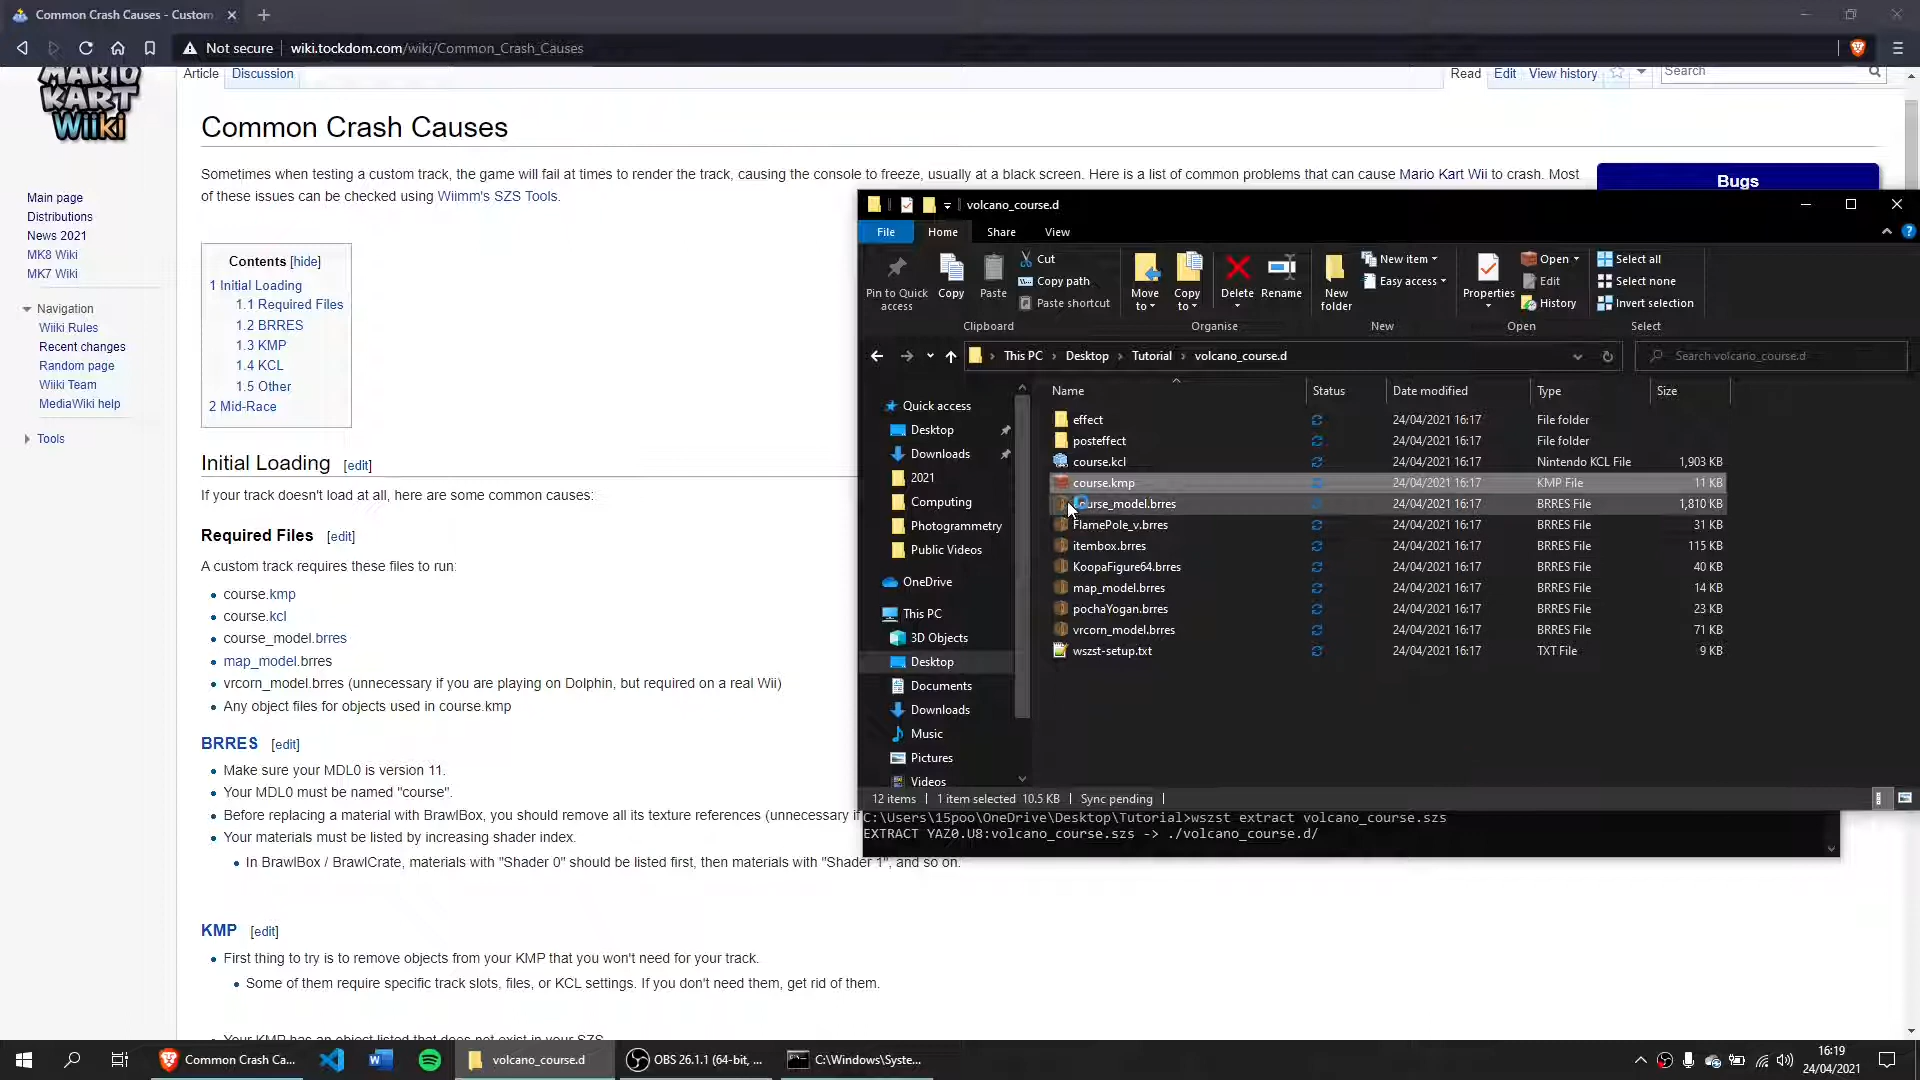 Common Crash Causes - Custom
Not secure
wiki.tockdom.com/wiki/Common_Crash_Causes
MARIO KART Wiiki
Article
Discussion
Read
Edit
View history
Search
Common Crash Causes
Sometimes when testing a custom track, the game will fail at times to render the track, causing the console to freeze, usually at a black screen. Here is a list of common problems that can cause Mario Kart Wii to crash. Most
of these issues can be checked using Wiimm's SZS Tools.
Bugs
Main page
Distributions
News 2021
MK8 Wiki
MK7 Wiki
Navigation
Wiiki Rules
Recent changes
Random page
Wiiki Team
MediaWiki help
Tools
Contents [hide]
1 Initial Loading
1.1 Required Files
1.2 BRRES
1.3 KMP
1.4 KCL
1.5 Other
2 Mid-Race
Initial Loading [edit]
If your track doesn't load at all, here are some common causes:
Required Files [edit]
A custom track requires these files to run:
course.kmp
course.kcl
course_model.brres
map_model.brres
vrcorn_model.brres (unnecessary if you are playing on Dolphin, but required on a real Wii)
Any object files for objects used in course.kmp
BRRES [edit]
Make sure your MDL0 is version 11.
Your MDL0 must be named "course".
Before replacing a material with BrawlBox, you should remove all its texture references (unnecessary if
Your materials must be listed by increasing shader index.
In BrawlBox / BrawlCrate, materials with "Shader 0" should be listed first, then materials with "Shader 1", and so on.
KMP [edit]
First thing to try is to remove objects from your KMP that you won't need for your track.
Some of them require specific track slots, files, or KCL settings. If you don't need them, get rid of them.
Your KMP has an object listed that does not exist in your SZS.
volcano_course.d
File
Home
Share
View
Pin to Quick access
Copy
Paste
Cut
Copy path
Paste shortcut
Clipboard
Move to
Copy to
Delete
Rename
Organise
New folder
New item
Easy access
New
Properties
Open
Edit
History
Open
Select all
Select none
Invert selection
Select
This PC
Desktop
Tutorial
volcano_course.d
Search volcano_course.d
Quick access
Desktop
Downloads
2021
Computing
Photogrammetry
Public Videos
OneDrive
This PC
3D Objects
Desktop
Documents
Downloads
Music
Pictures
Videos
Name Status Date modified Type Size
effect 24/04/2021 16:17 File folder
posteffect 24/04/2021 16:17 File folder
course.kcl 24/04/2021 16:17 Nintendo KCL File 1,903 KB
course.kmp 24/04/2021 16:17 KMP File 11 KB
ourse_model.brres 24/04/2021 16:17 BRRES File 1,810 KB
FlamePole_v.brres 24/04/2021 16:17 BRRES File 31 KB
itembox.brres 24/04/2021 16:17 BRRES File 115 KB
KoopaFigure64.brres 24/04/2021 16:17 BRRES File 40 KB
map_model.brres 24/04/2021 16:17 BRRES File 14 KB
pochaYogan.brres 24/04/2021 16:17 BRRES File 23 KB
vrcorn_model.brres 24/04/2021 16:17 BRRES File 71 KB
wszst-setup.txt 24/04/2021 16:17 TXT File 9 KB
12 items 1 item selected 10.5 KB Sync pending
C:\Users\15poo\OneDrive\Desktop\Tutorial>wszst extract volcano_course.szs
EXTRACT YAZ0.U8:volcano_course.szs -> ./volcano_course.d/
Common Crash Ca...
volcano_course.d
OBS 26.1.1 (64-bit, ...
C:\Windows\Syste...
16:19
24/04/2021